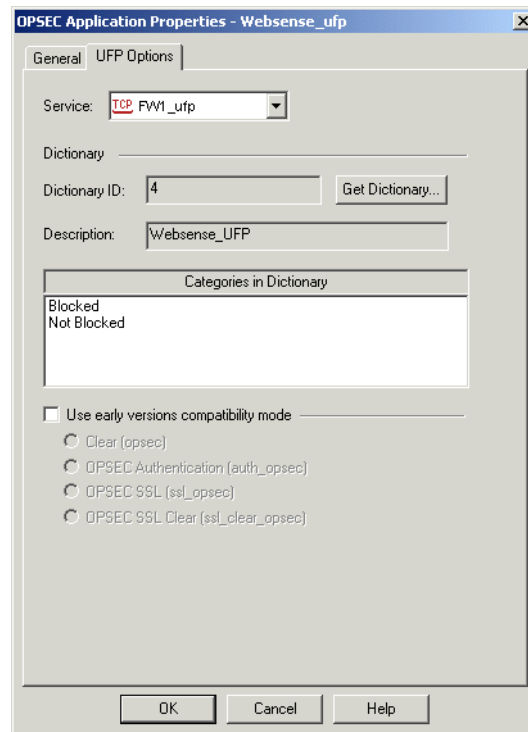 OPSEC Application Properties - Websense_ufp
General UFP Options
Service: TCP FW1_ufp
Dictionary
Dictionary ID: 4 Get Dictionary...
Description: Websense_UFP
Categories in Dictionary
Blocked
Not Blocked
Use early versions compatibility mode
Clear (opsec)
OPSEC Authentication (auth_opsec)
OPSEC SSL (ssl_opsec)
OPSEC SSL Clear (ssl_clear_opsec)
OK Cancel Help